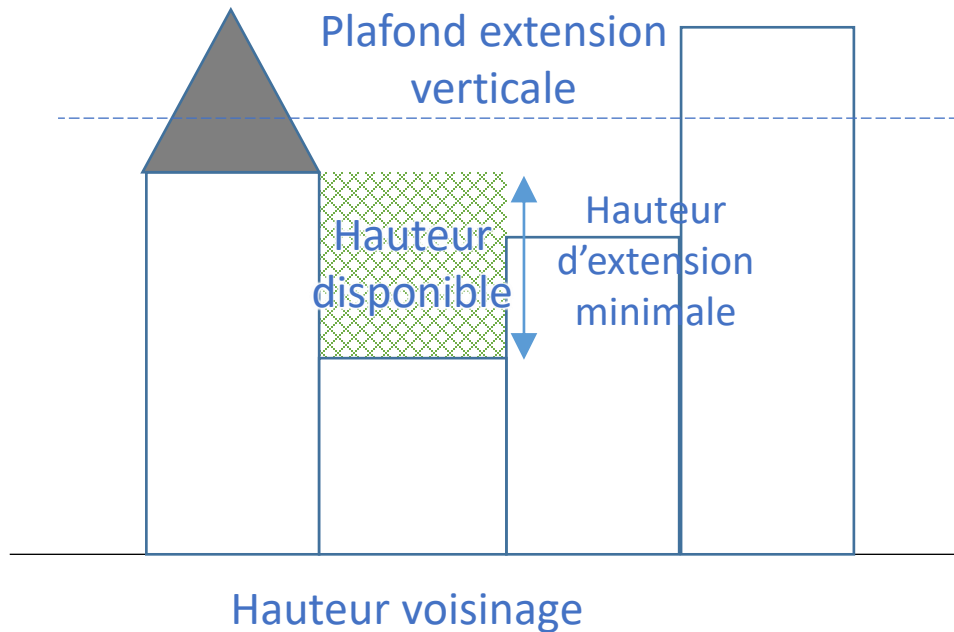 Plafond extension
verticale
Hauteur
disponible
Hauteur
d’extension
minimale
Hauteur voisinage